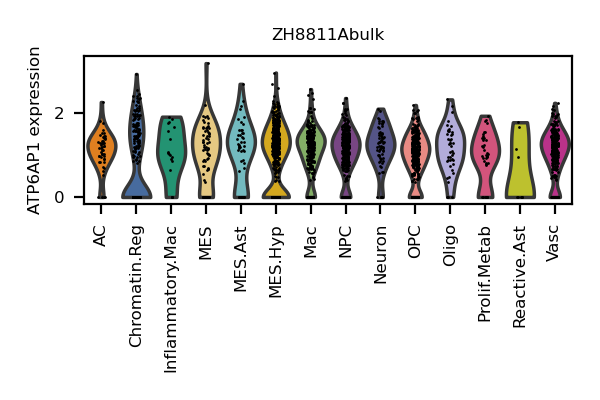 ZH8811Abulk
ATP6AP1 expression
2
0
AC
Chromatin.Reg
Inflammatory.Mac
MES
MES.Ast
MES.Hyp
Mac
NPC
Neuron
OPC
Oligo
Prolif.Metab
Reactive.Ast
Vasc